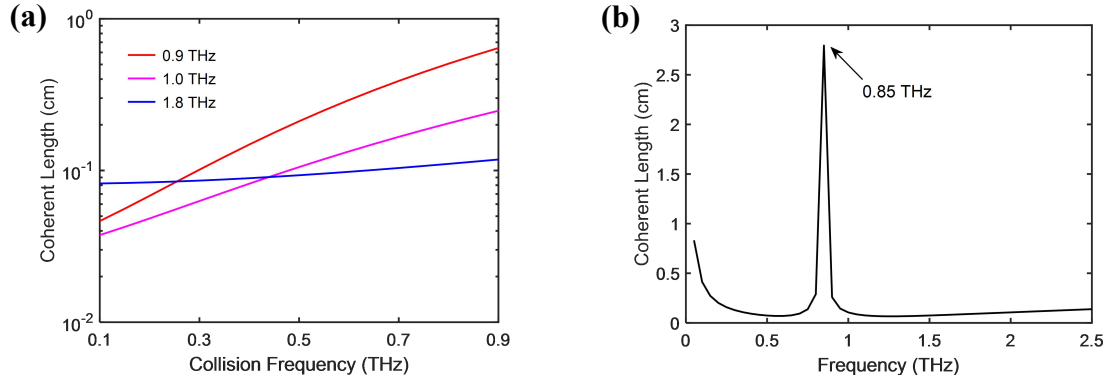 (a)
10^0
10^-1
10^-2
Coherent Length (cm)
0.9 THz
1.0 THz
1.8 THz
0.1 0.3 0.5 0.7 0.9
Collision Frequency (THz)
(b)
3
2.5
2
1.5
1
0.5
0
Coherent Length (cm)
0.85 THz
0 0.5 1 1.5 2 2.5
Frequency (THz)